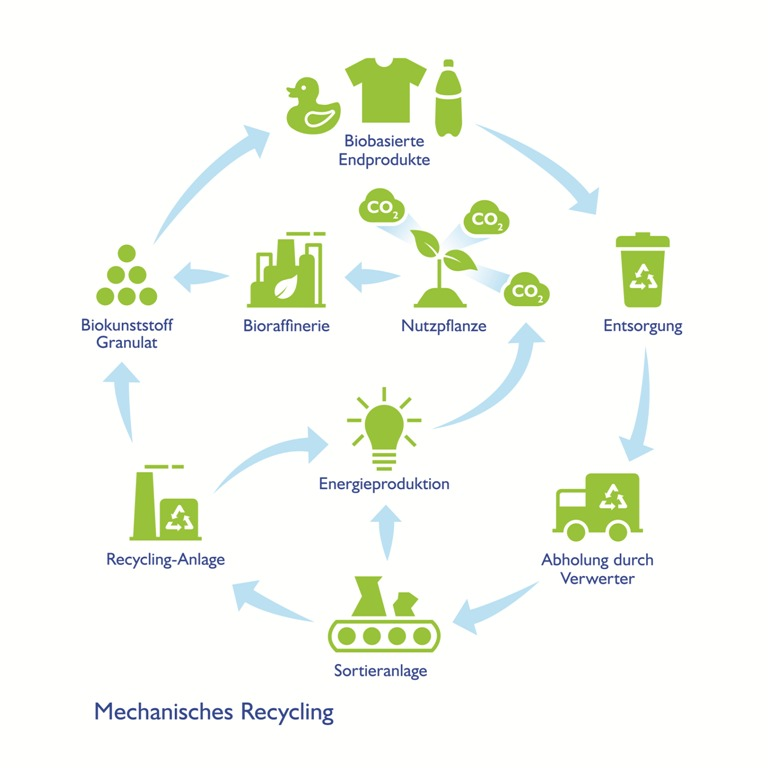 Biobasierte
Endprodukte
CO2
CO2
CO2
Biokunststoff
Granulat
Bioraffinerie
Nutzpflanze
Entsorgung
Energieproduktion
Recycling-Anlage
Abholung durch
Verwerter
Sortieranlage
Mechanisches Recycling